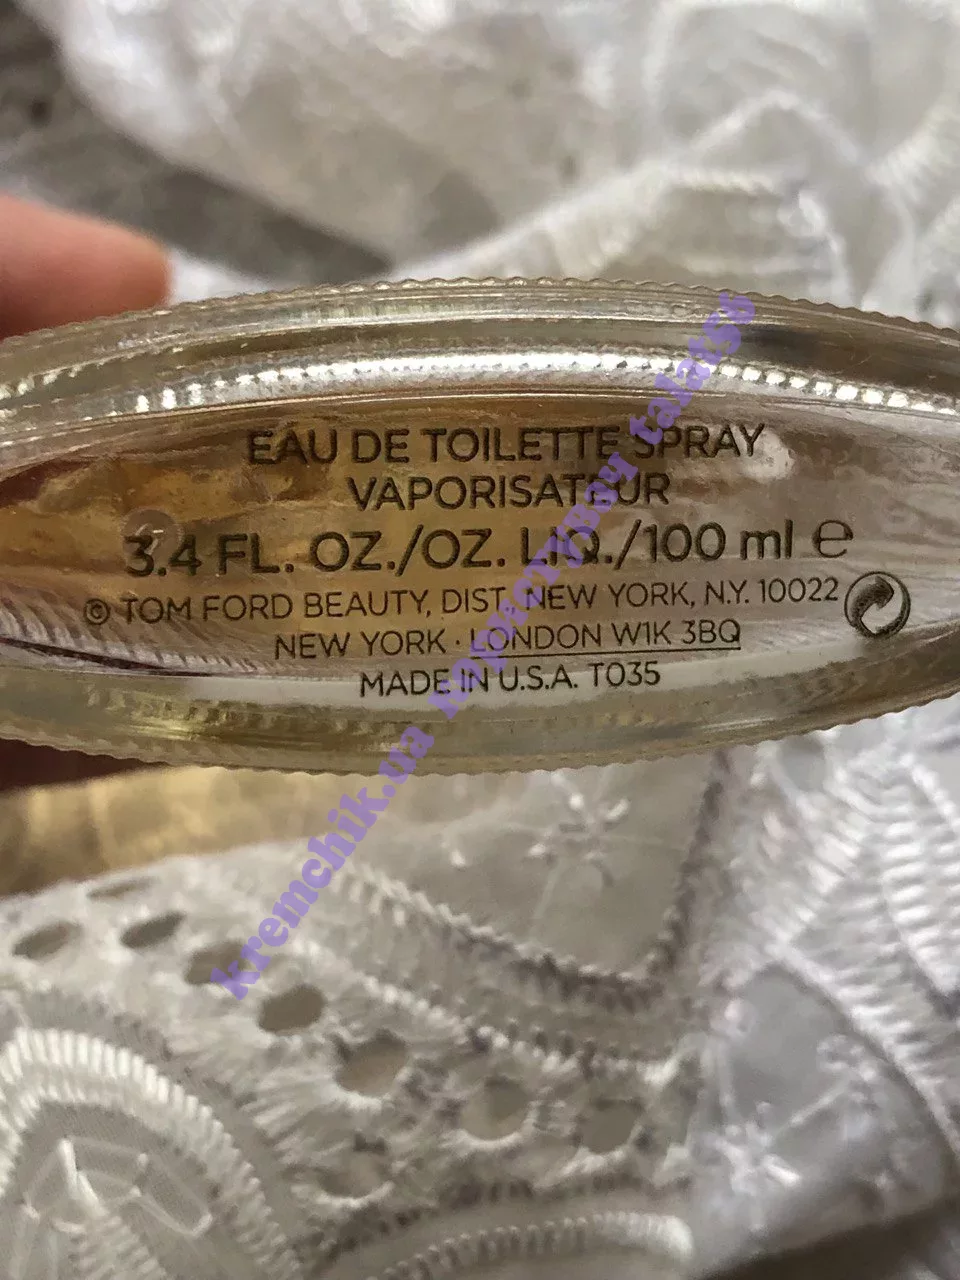 EAU DE TOILETTE SPRAY
VAPORISATEUR
3.4 FL. OZ./OZ. LIQ./100 ml ℮
© TOM FORD BEAUTY, DIST. NEW YORK, N.Y. 10022
NEW YORK · LONDON W1K 3BQ
MADE IN U.S.A. T035
kremchik.ua talat56